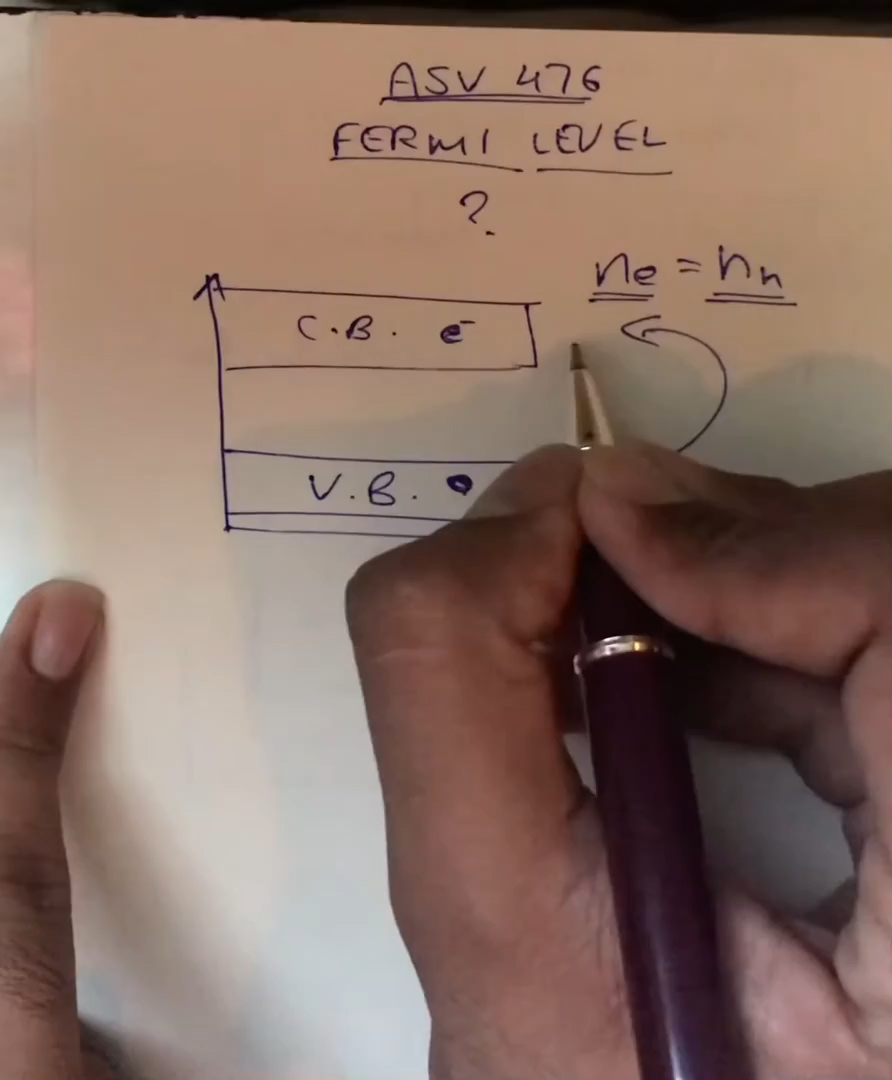 ASV 476
FERMI LEVEL
?
ne = nh
C.B. e-
V.B.